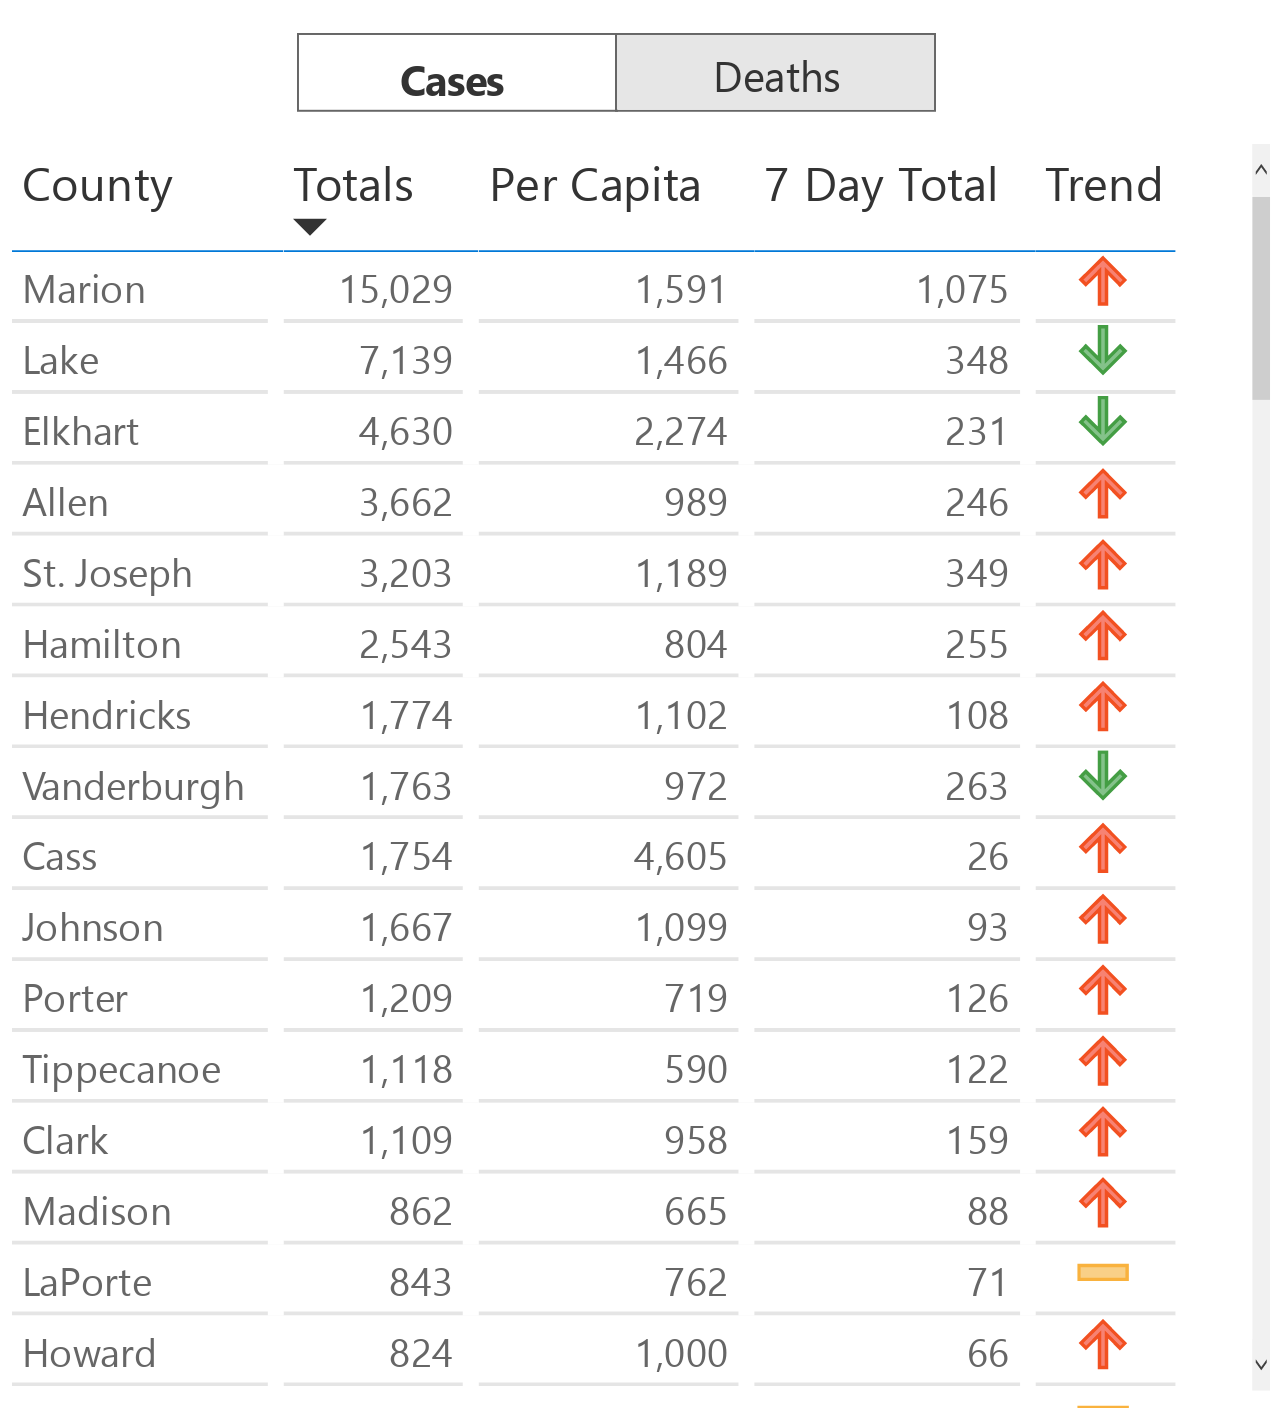 Cases Deaths
County Totals Per Capita 7 Day Total Trend
Marion 15,029 1,591 1,075
Lake 7,139 1,466 348
Elkhart 4,630 2,274 231
Allen 3,662 989 246
St. Joseph 3,203 1,189 349
Hamilton 2,543 804 255
Hendricks 1,774 1,102 108
Vanderburgh 1,763 972 263
Cass 1,754 4,605 26
Johnson 1,667 1,099 93
Porter 1,209 719 126
Tippecanoe 1,118 590 122
Clark 1,109 958 159
Madison 862 665 88
LaPorte 843 762 71
Howard 824 1,000 66